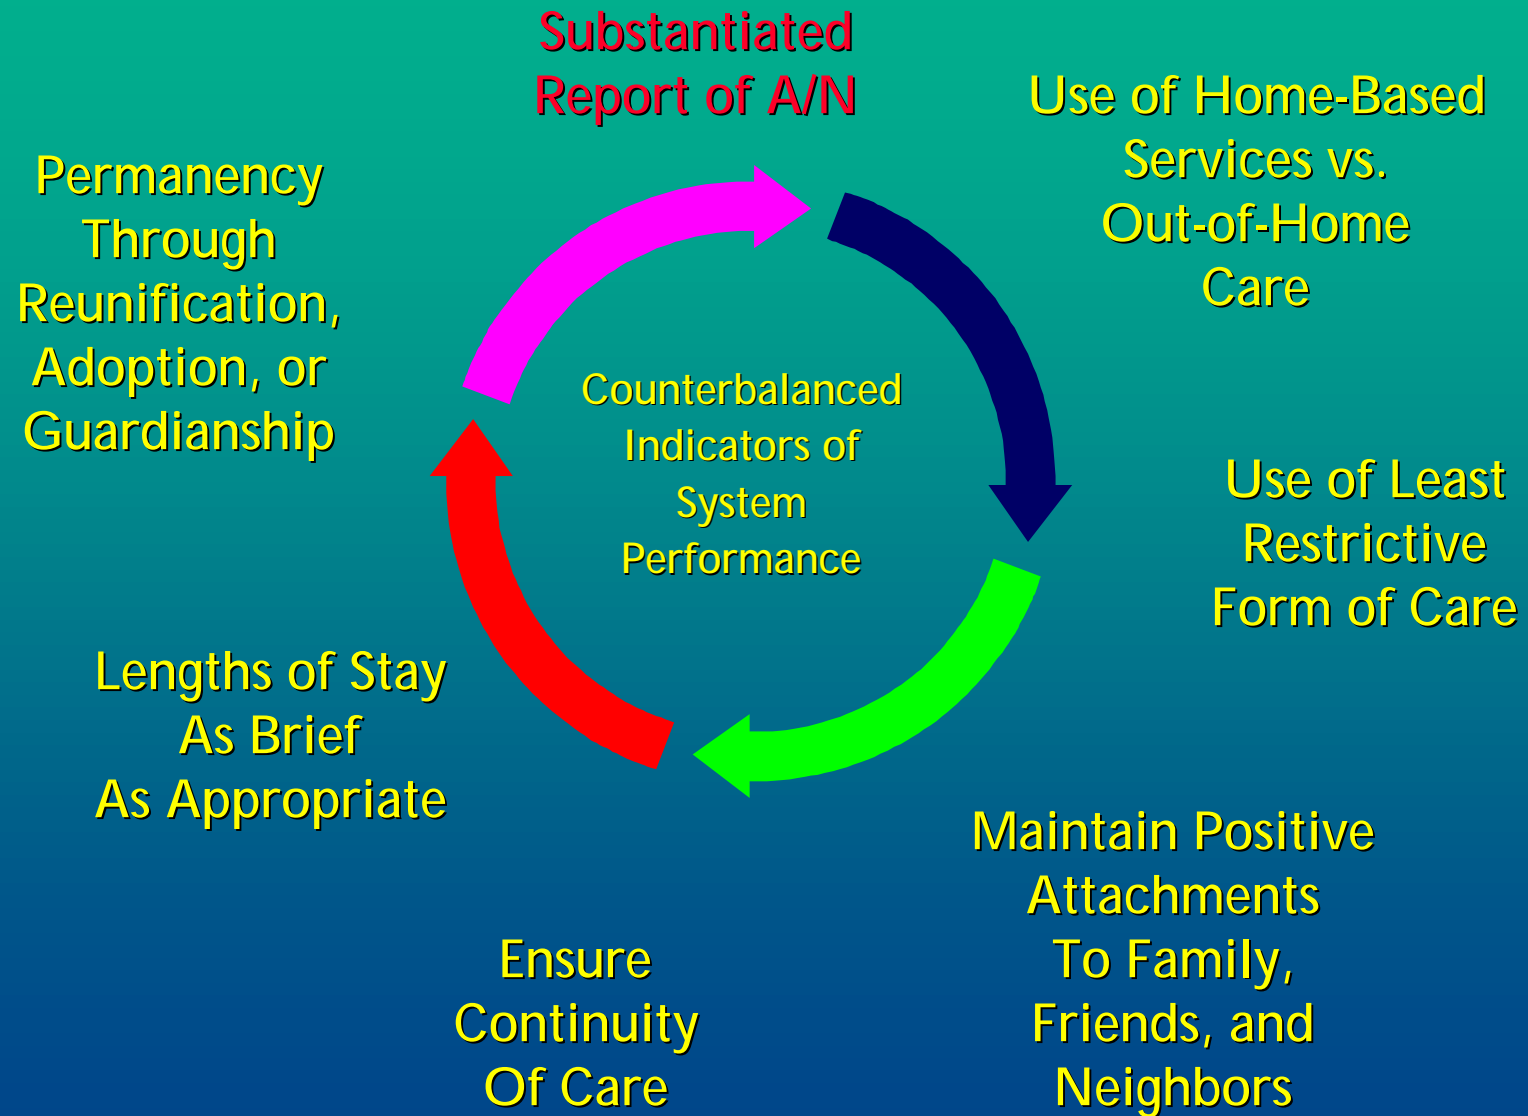 Substantiated
Report of A/N
Use of Home-Based
Services vs.
Out-of-Home
Care
Use of Least
Restrictive
Form of Care
Maintain Positive
Attachments
To Family,
Friends, and
Neighbors
Ensure
Continuity
Of Care
Lengths of Stay
As Brief
As Appropriate
Permanency
Through
Reunification,
Adoption, or
Guardianship
Counterbalanced
Indicators of
System
Performance